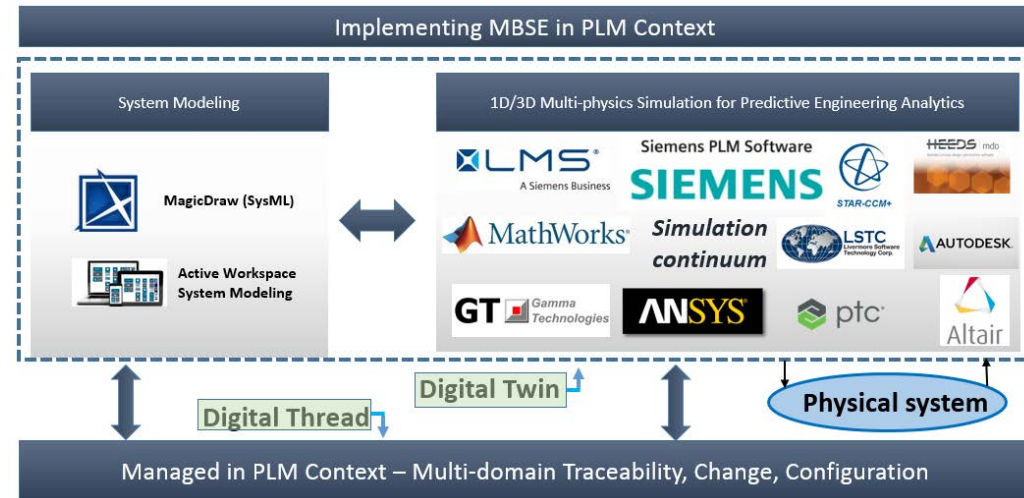 Implementing MBSE in PLM Context
System Modeling
MagicDraw (SysML)
Active Workspace
System Modeling
1D/3D Multi-physics Simulation for Predictive Engineering Analytics
LMS®
A Siemens Business
Siemens PLM Software
SIEMENS
STAR-CCM+
HEEDS mdo
MathWorks®
Simulation
continuum
LSTC
Livermore Software
Technology Corp.
AUTODESK.
GT
Gamma
Technologies
ANSYS®
ptc®
Altair
Digital Twin
Digital Thread
Physical system
Managed in PLM Context – Multi-domain Traceability, Change, Configuration